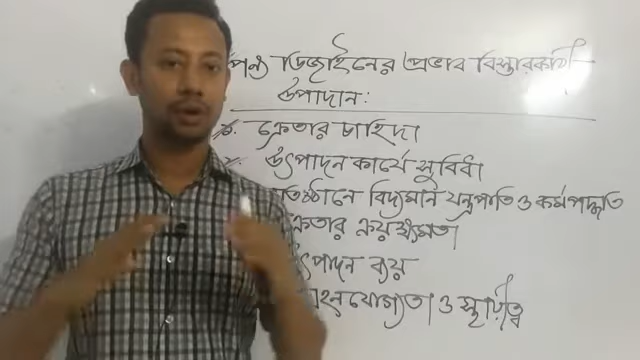 ডিজাইনের প্রভাব বিস্তারকারী
উপাদান:
১. ক্রেতার চাহিদা
২. উৎপাদন কার্যে সুবিধা
বিদ্যমান যন্ত্রপাতি ও কর্মপদ্ধতি
ক্রয়ক্ষমতা
ব্যয়
ও স্থায়ীত্ব